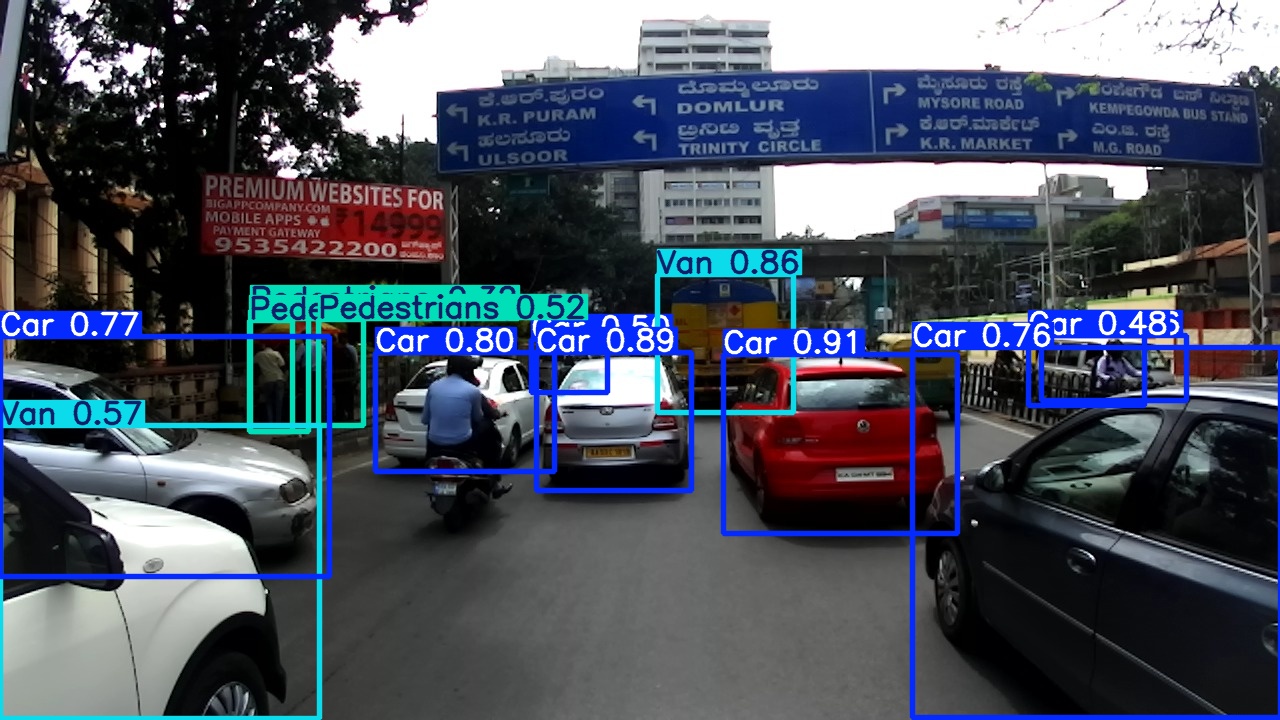 ಕೆ.ಆರ್.ಪುರಂ
K.R. PURAM
ಹಲಸೂರು
ULSOOR
ದೊಮ್ಮಲೂರು
DOMLUR
ಟ್ರಿನಿಟಿ ವೃತ್ತ
TRINITY CIRCLE
ಮೈಸೂರು ರಸ್ತೆ
MYSORE ROAD
ಕೆ.ಆರ್.ಮಾರ್ಕೆಟ್
K.R. MARKET
ಕೆಂಪೇಗೌಡ ಬಸ್ ನಿಲ್ದಾಣ
KEMPEGOWDA BUS STAND
ಎಂ.ಜಿ. ರಸ್ತೆ
M.G. ROAD
PREMIUM WEBSITES FOR
BIGAPPCOMPANY.COM
MOBILE APPS
₹14999
PAYMENT GATEWAY
9535422200
Van 0.86
Pedestrians 0.52
Car 0.77
Car 0.80
Car 0.89
Car 0.91
Car 0.76
Car 0.48
Van 0.57